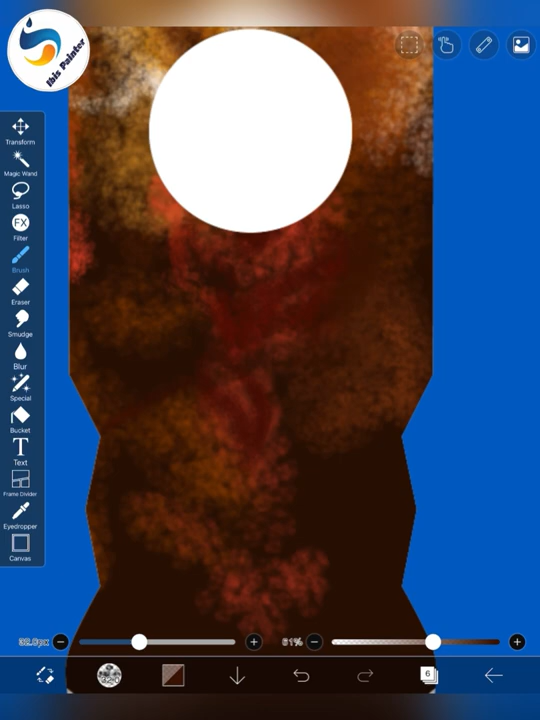 Ibis Painter
Transform
Magic Wand
Lasso
FX
Filter
Brush
Eraser
Smudge
Blur
Special
Bucket
T
Text
Frame Divider
Eyedropper
Canvas
51%
6